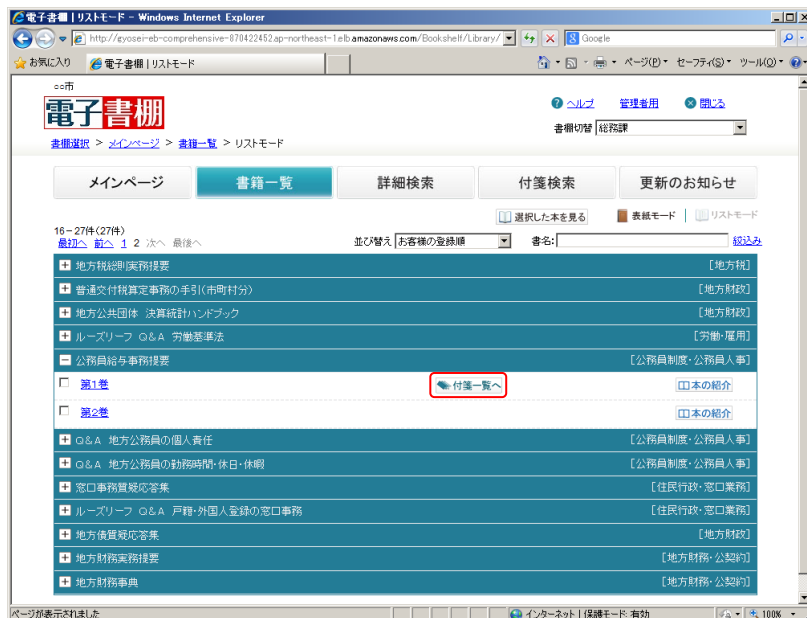 電子書棚 | リストモード - Windows Internet Explorer
http://gyosei-eb-comprehensive-870422452.ap-northeast-1.elb.amazonaws.com/Bookshelf/Library/
Google
お気に入り 電子書棚 | リストモード
ページ(P) セーフティ(S) ツール(O)
○○市
電子書棚
ヘルプ 管理者用 閉じる
書棚切替 総務課
書棚選択 > メインページ > 書籍一覧 > リストモード
メインページ 書籍一覧 詳細検索 付箋検索 更新のお知らせ
選択した本を見る 表紙モード | リストモード
16-27件(27件)
最初へ 前へ 1 2 次へ 最後へ 並び替え お客様の登録順 書名: 絞込み
地方税総則実務提要 [地方税]
普通交付税算定事務の手引(市町村分) [地方財政]
地方公共団体 決算統計ハンドブック [地方財政]
ルーズリーフ Q&A 労働基準法 [労働・雇用]
公務員給与事務提要 [公務員制度・公務員人事]
第1巻 付箋一覧へ 本の紹介
第2巻 本の紹介
Q&A 地方公務員の個人責任 [公務員制度・公務員人事]
Q&A 地方公務員の勤務時間・休日・休暇 [公務員制度・公務員人事]
窓口事務質疑応答集 [住民行政・窓口業務]
ルーズリーフ Q&A 戸籍・外国人登録の窓口事務 [住民行政・窓口業務]
地方債質疑応答集 [地方財政]
地方財務実務提要 [地方財務・公契約]
地方財務事典 [地方財務・公契約]
ページが表示されました インターネット | 保護モード: 有効 100%